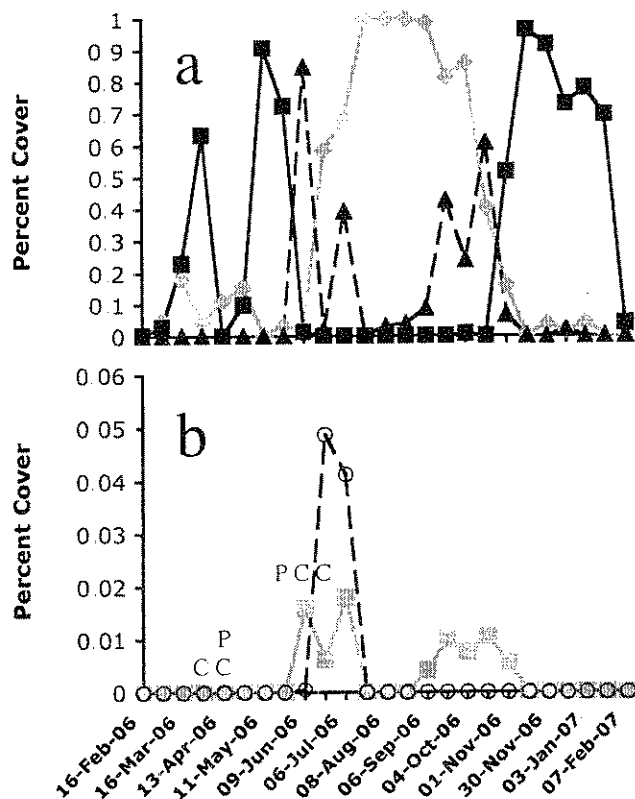 1
0 9
0 8
0.7
0.6
0.5
0.4
0.3
0.2
0 1
0
Percent Cover
a
0.06
0 05
0.04
0.03
0.02
0.01
0
Percent Cover
b
P C C
P
C C
16-Feb-06
16-Mar-06
13-Apr-06
11-May-06
09-Jun-06
06-Jul-06
08-Aug-06
06-Sep-06
04-Oct-06
01-Nov-06
30-Nov-06
03-Jan-07
07-Feb-07